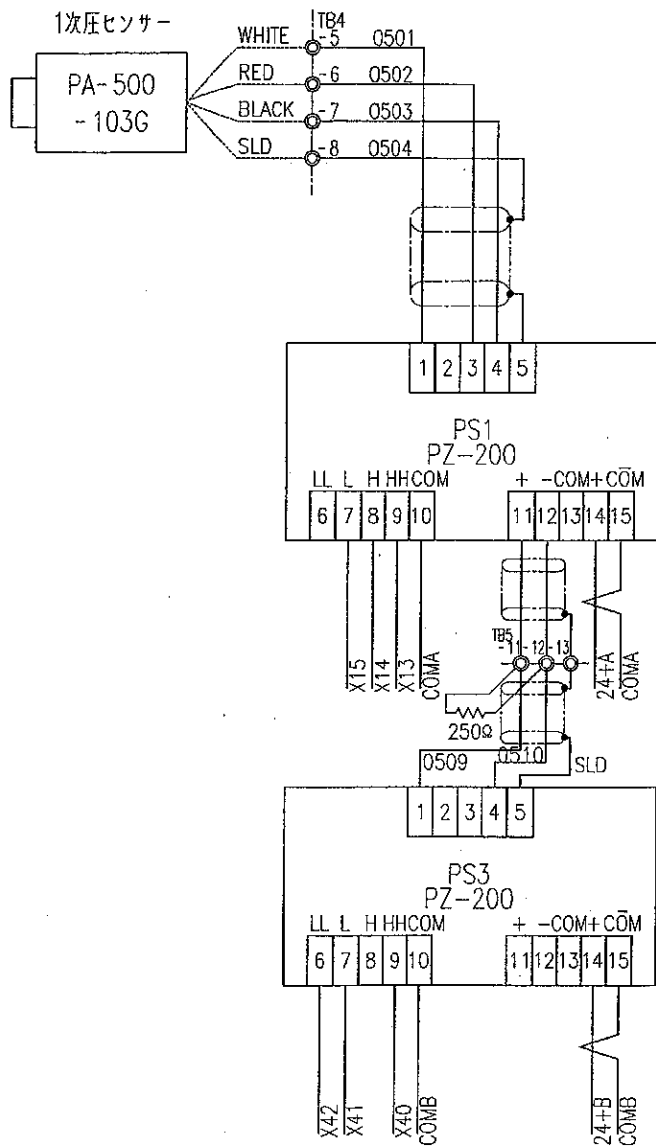 1次圧センサー
TB4
WHITE -5 0501
PA-500
RED -6 0502
-103G
BLACK -7 0503
SLD -8 0504
1 2 3 4 5
PS1
PZ-200
LL L H HH COM + - COM + COM
6 7 8 9 10 11 12 13 14 15
TB5
-11 -12 -13
X15 X14 X13 COMA 24+A COMA
250Ω
0509 0510 SLD
1 2 3 4 5
PS3
PZ-200
LL L H HH COM + - COM + COM
6 7 8 9 10 11 12 13 14 15
X42 X41 X40 COMB 24+B COMB